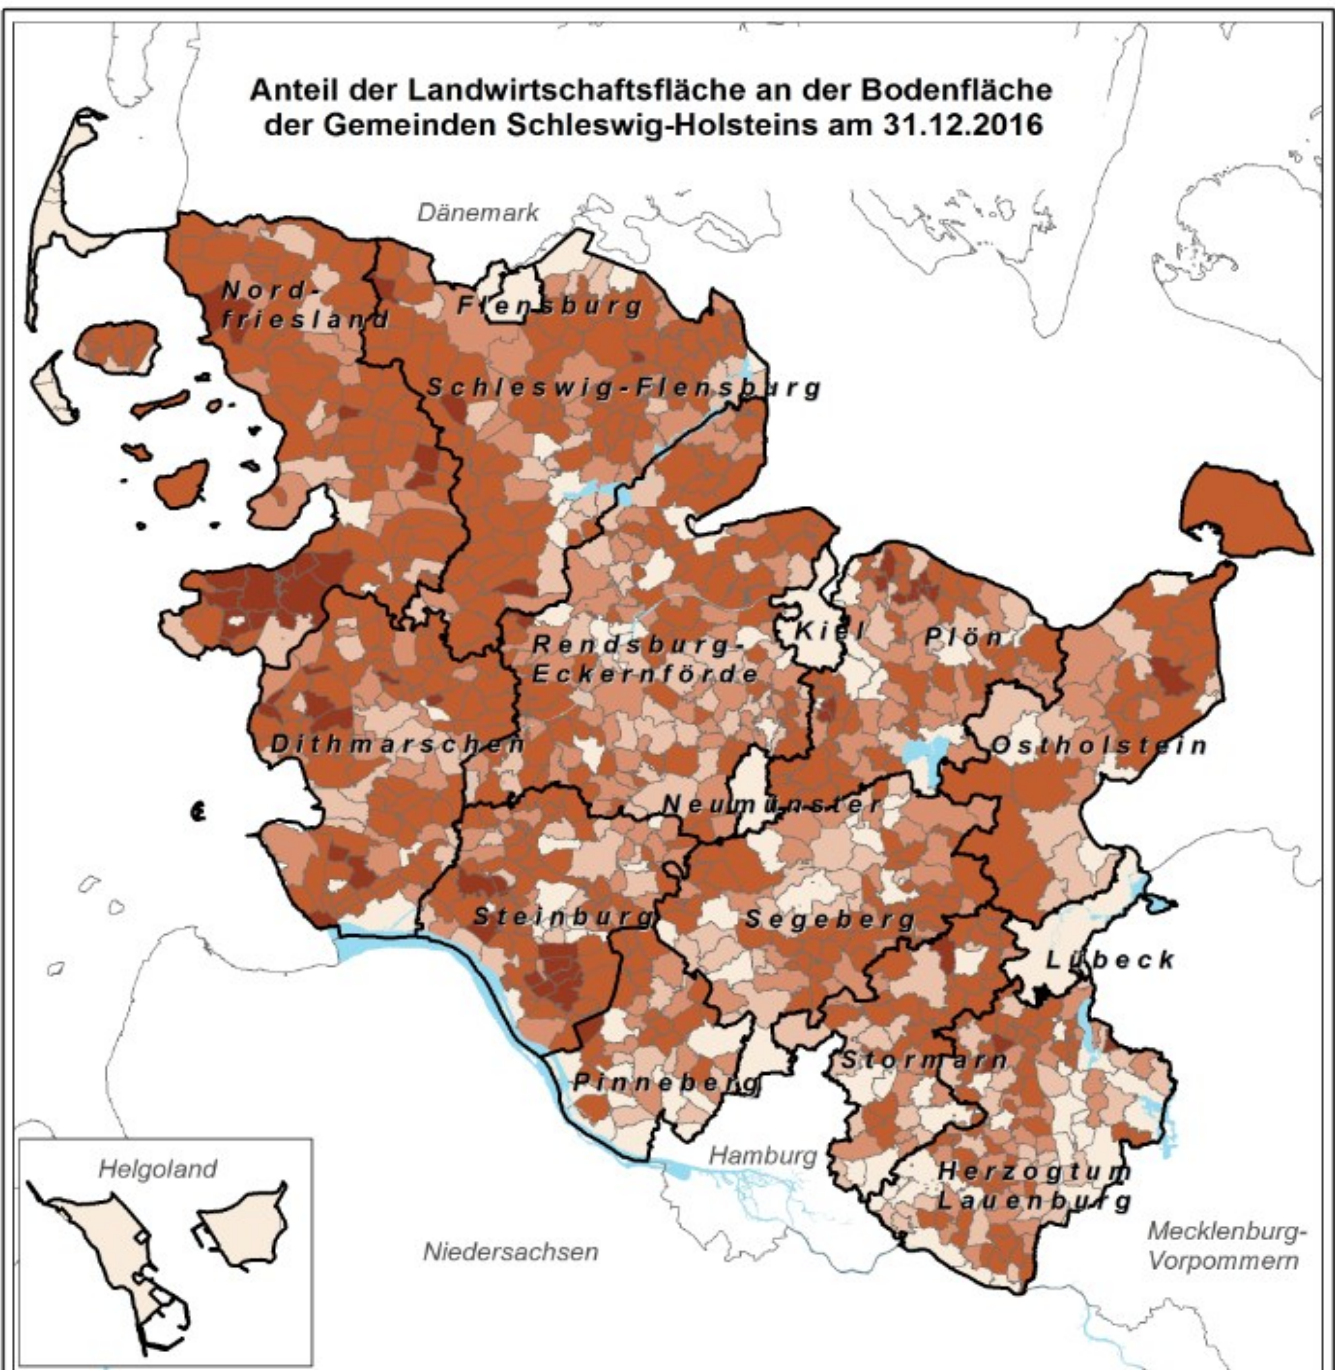 Anteil der Landwirtschaftsfläche an der Bodenfläche
der Gemeinden Schleswig-Holsteins am 31.12.2016
Dänemark
Nord-
friesland
Flensburg
Schleswig-Flensburg
Kiel
Plön
Rendsburg-
Eckernförde
Dithmarschen
Ostholstein
Neumünster
Steinburg
Segeberg
Lübeck
Stormarn
Pinneberg
Hamburg
Helgoland
Herzogtum
Lauenburg
Niedersachsen
Mecklenburg-
Vorpommern